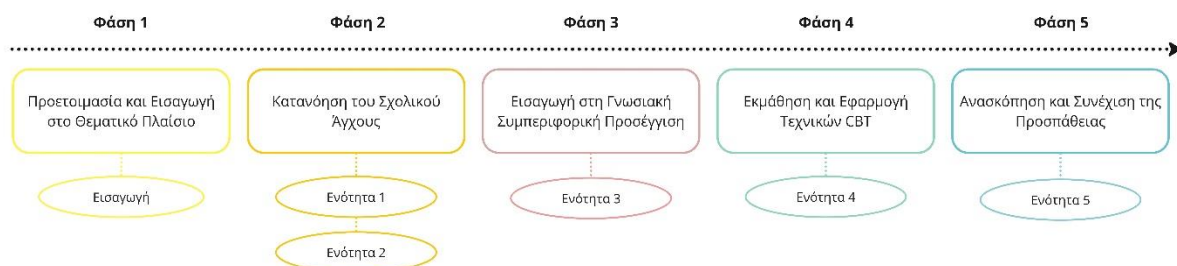 Φάση 1
Φάση 2
Φάση 3
Φάση 4
Φάση 5
Προετοιμασία και Εισαγωγή
στο Θεματικό Πλαίσιο
Κατανόηση του Σχολικού
Άγχους
Εισαγωγή στη Γνωσιακή
Συμπεριφορική Προσέγγιση
Εκμάθηση και Εφαρμογή
Τεχνικών CBT
Ανασκόπηση και Συνέχιση της
Προσπάθειας
Εισαγωγή
Ενότητα 1
Ενότητα 2
Ενότητα 3
Ενότητα 4
Ενότητα 5